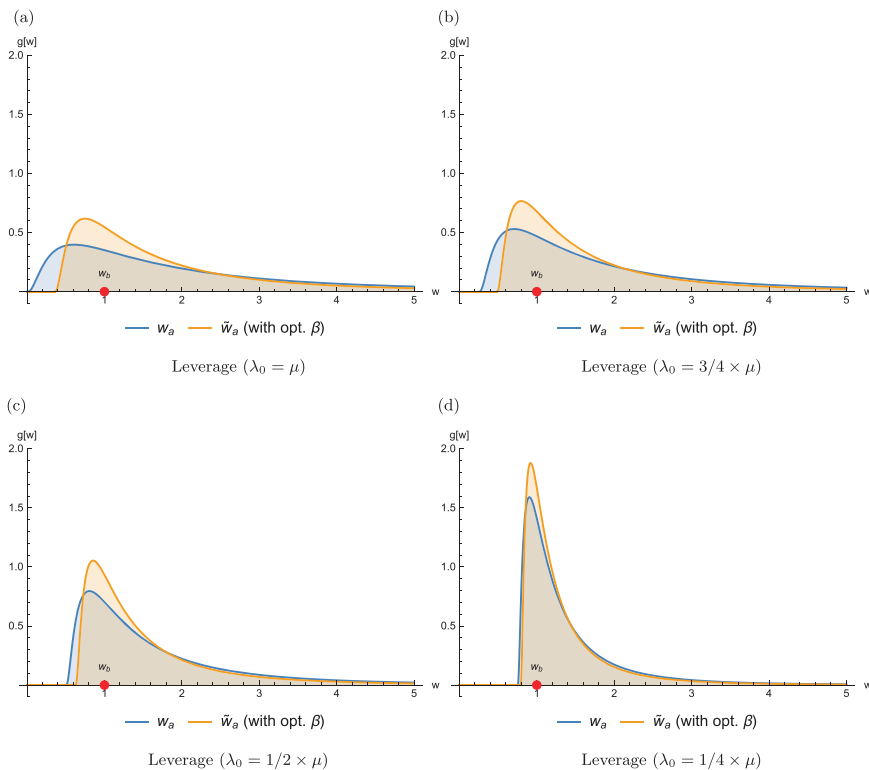 (a)
g[w]
2.0
1.5
1.0
0.5
w_b
1 2 3 4 5 w
w_a w̃_a (with opt. β)
Leverage (λ_0 = μ)
(b)
g[w]
2.0
1.5
1.0
0.5
w_b
1 2 3 4 5 w
w_a w̃_a (with opt. β)
Leverage (λ_0 = 3/4 × μ)
(c)
g[w]
2.0
1.5
1.0
0.5
w_b
1 2 3 4 5 w
w_a w̃_a (with opt. β)
Leverage (λ_0 = 1/2 × μ)
(d)
g[w]
2.0
1.5
1.0
0.5
w_b
1 2 3 4 5 w
w_a w̃_a (with opt. β)
Leverage (λ_0 = 1/4 × μ)